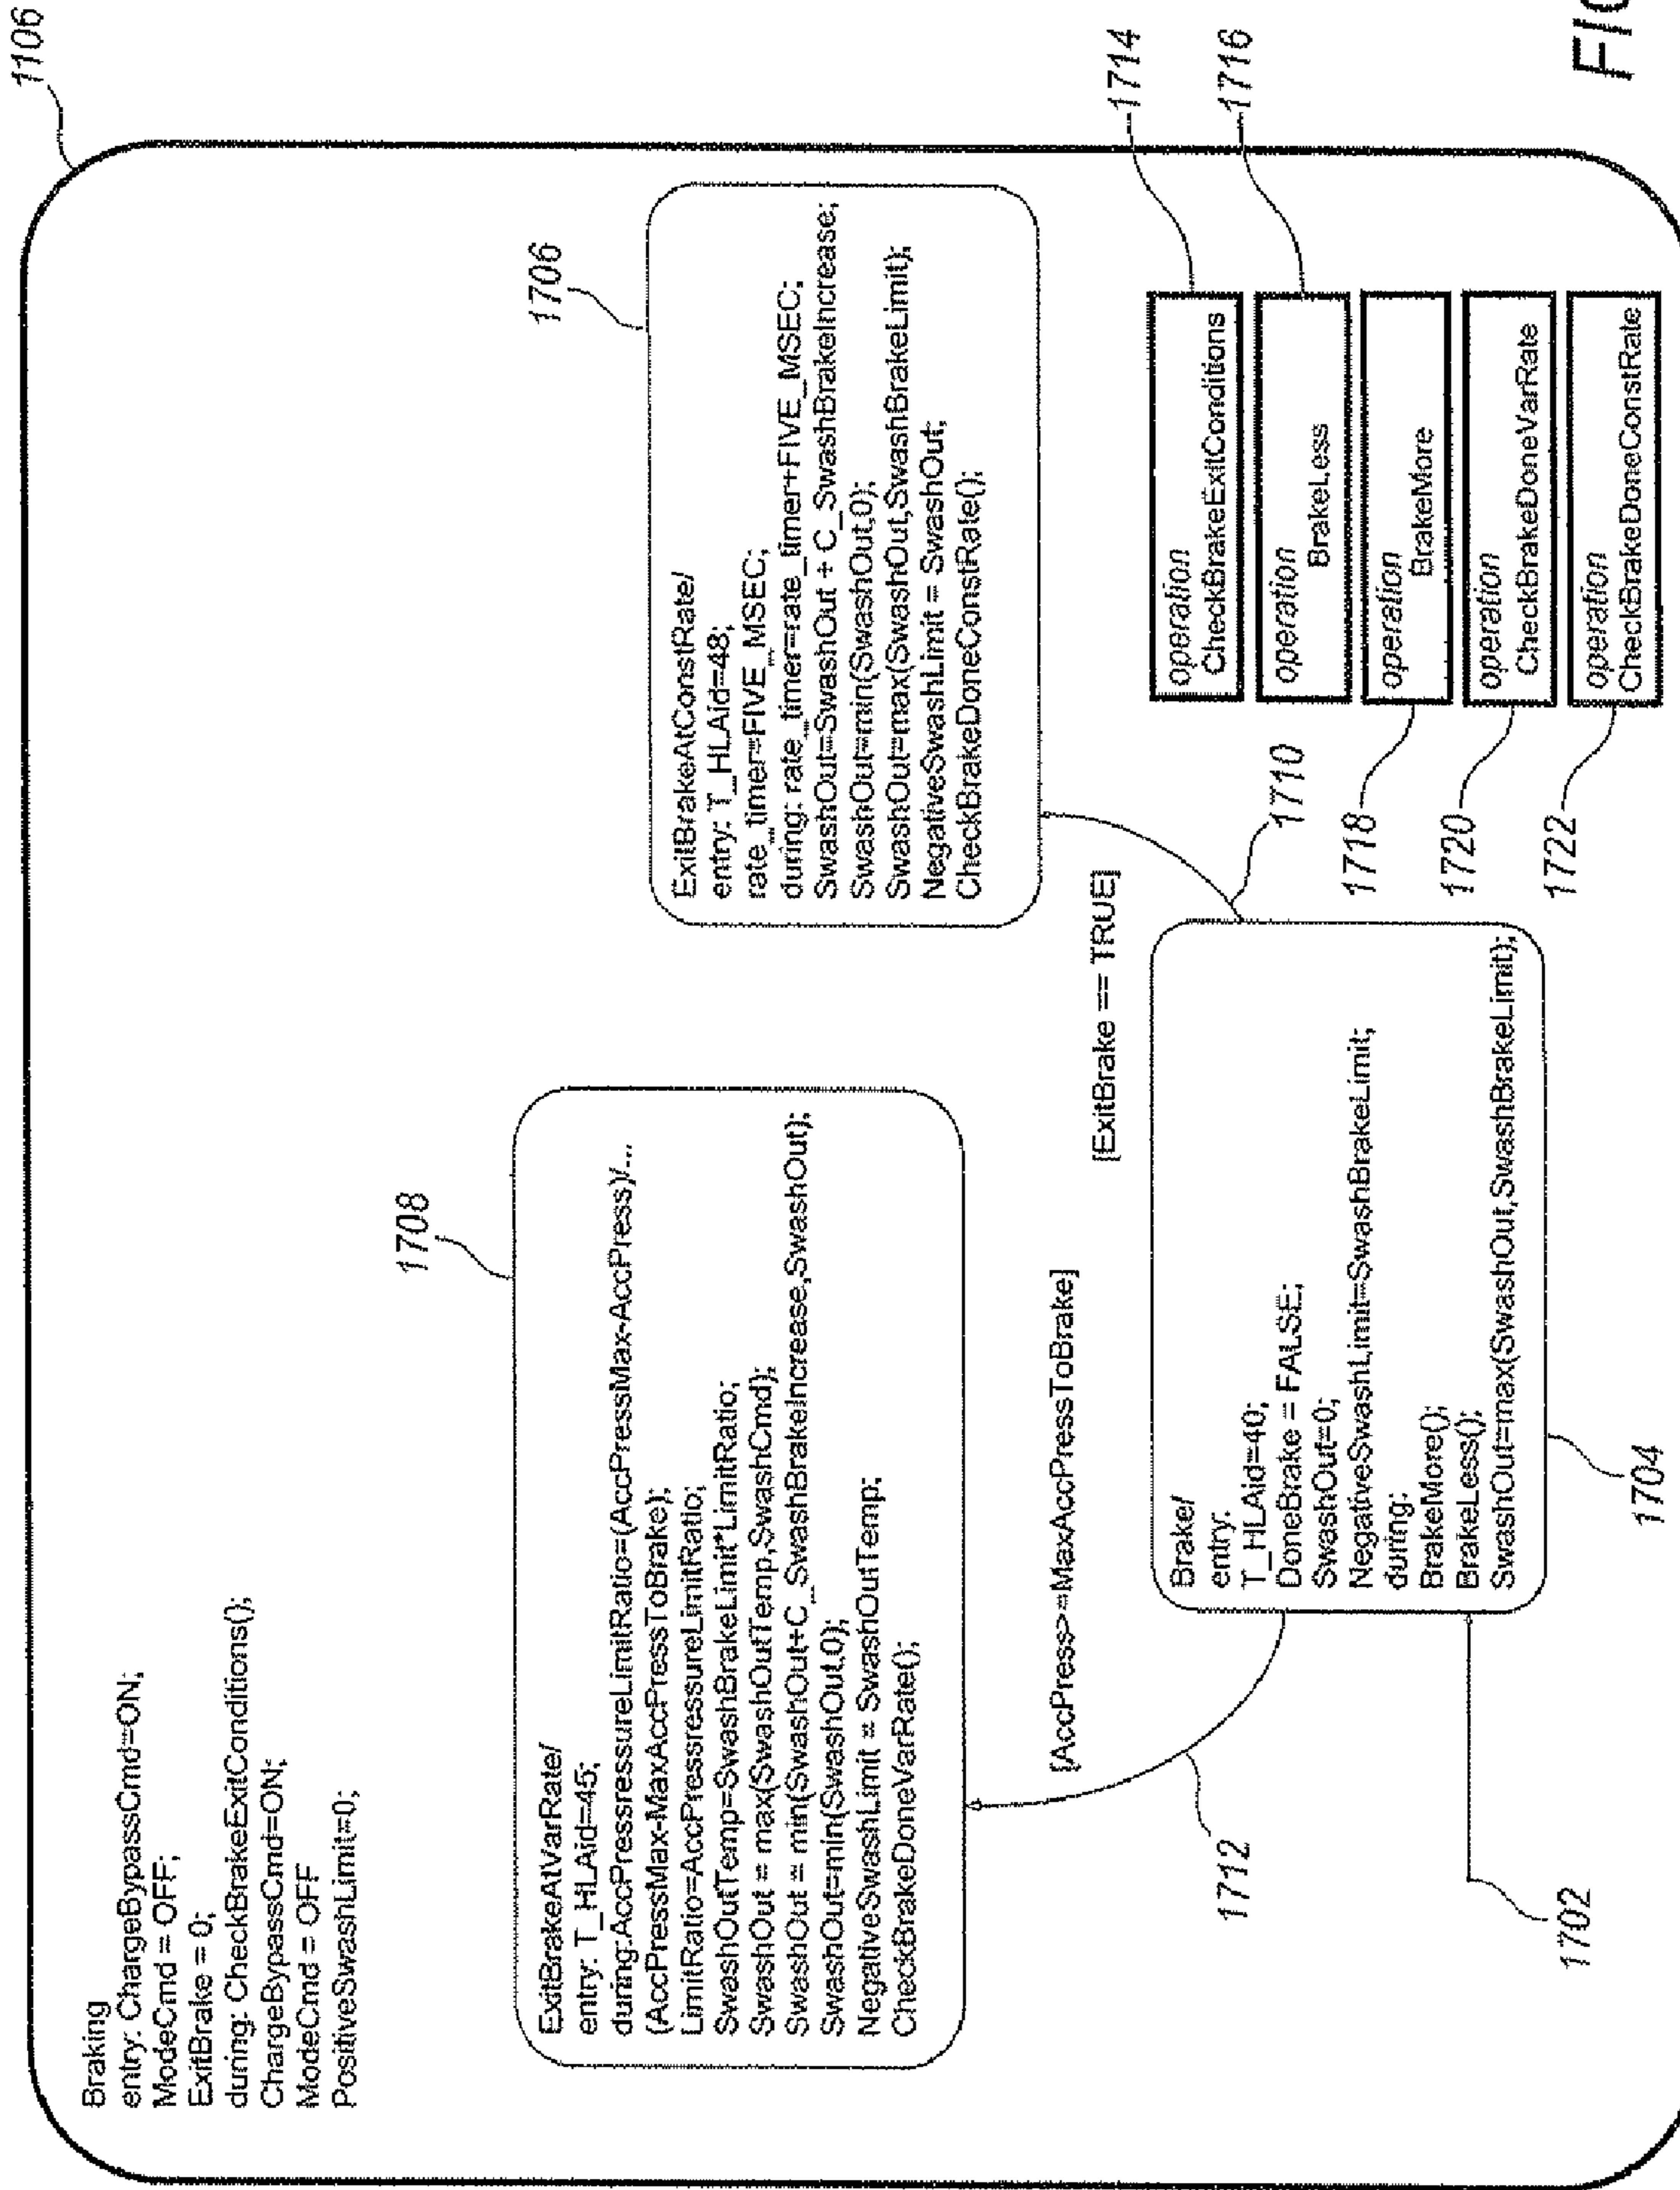 1106
Braking
entry: ChargeBypassCmd=ON;
ModeCmd = OFF;
ExitBrake = 0;
during: CheckBrakeExitConditions();
ChargeBypassCmd=ON;
ModeCmd = OFF
PositiveSwashLimit=0;
1708
ExitBrakeAtVarRate/
entry: T_HLAid=45;
during:AccPressressureLimitRatio=(AccPressMax-AccPress)/...
(AccPressMax-MaxAccPressToBrake);
LimitRatio=AccPressressureLimitRatio;
SwashOutTemp=SwashBrakeLimit*LimitRatio;
SwashOut = max(SwashOutTemp,SwashCmd);
SwashOut = min(SwashOut+C_SwashBrakeIncrease,SwashOut);
SwashOut=min(SwashOut,0);
NegativeSwashLimit = SwashOutTemp;
CheckBrakeDoneVarRate();
1706
ExitBrakeAtConstRate/
entry: T_HLAid=48;
rate_timer=FIVE_MSEC;
during: rate_timer=rate_timer+FIVE_MSEC;
SwashOut=SwashOut + C_SwashBrakeIncrease;
SwashOut=min(SwashOut,0);
SwashOut=max(SwashOut,SwashBrakeLimit);
NegativeSwashLimit = SwashOut;
CheckBrakeDoneConstRate();
[AccPress>=MaxAccPressToBrake]
[ExitBrake == TRUE]
1712
1710
1702
Brake/
entry:
T_HLAid=40;
DoneBrake = FALSE;
SwashOut=0;
NegativeSwashLimit=SwashBrakeLimit;
during:
BrakeMore();
BrakeLess();
SwashOut=max(SwashOut,SwashBrakeLimit);
1704
operation
CheckBrakeExitConditions
1714
operation
BrakeLess
1716
operation
BrakeMore
1718
operation
CheckBrakeDoneVarRate
1720
operation
CheckBrakeDoneConstRate
1722